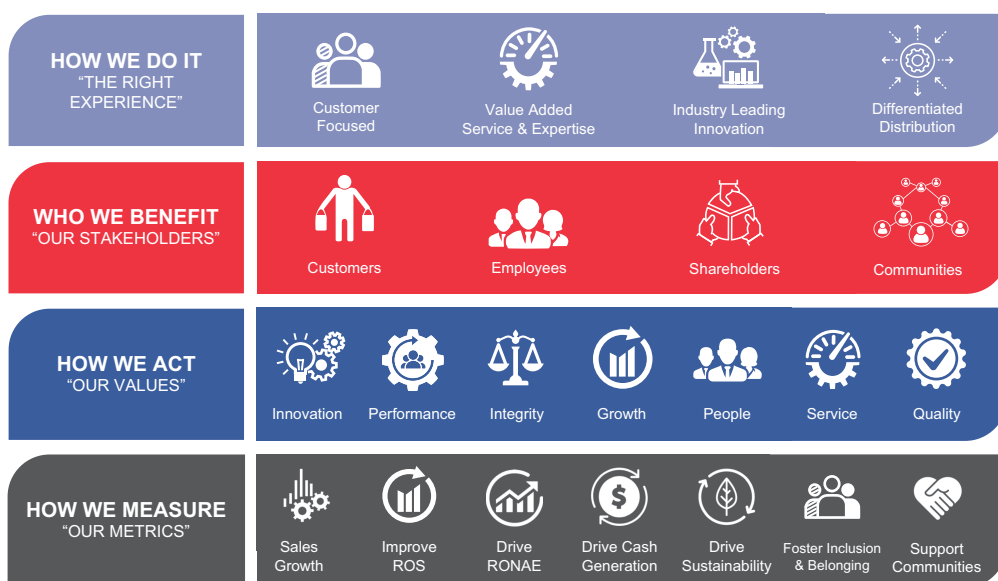 HOW WE DO IT
“THE RIGHT
EXPERIENCE”
Customer
Focused
Value Added
Service & Expertise
Industry Leading
Innovation
Differentiated
Distribution
WHO WE BENEFIT
“OUR STAKEHOLDERS”
Customers
Employees
Shareholders
Communities
HOW WE ACT
“OUR VALUES”
Innovation
Performance
Integrity
Growth
People
Service
Quality
HOW WE MEASURE
“OUR METRICS”
Sales
Growth
Improve
ROS
Drive
RONAE
Drive Cash
Generation
Drive
Sustainability
Foster Inclusion
& Belonging
Support
Communities